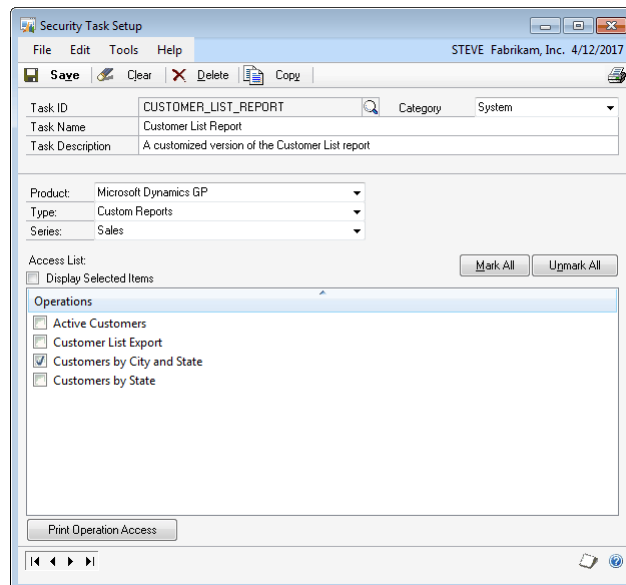 Security Task Setup
File Edit Tools Help STEVE Fabrikam, Inc. 4/12/2017
Save Clear Delete Copy
Task ID CUSTOMER_LIST_REPORT Category System
Task Name Customer List Report
Task Description A customized version of the Customer List report
Product: Microsoft Dynamics GP
Type: Custom Reports
Series: Sales
Access List: Mark All Unmark All
Display Selected Items
Operations
Active Customers
Customer List Export
Customers by City and State
Customers by State
Print Operation Access